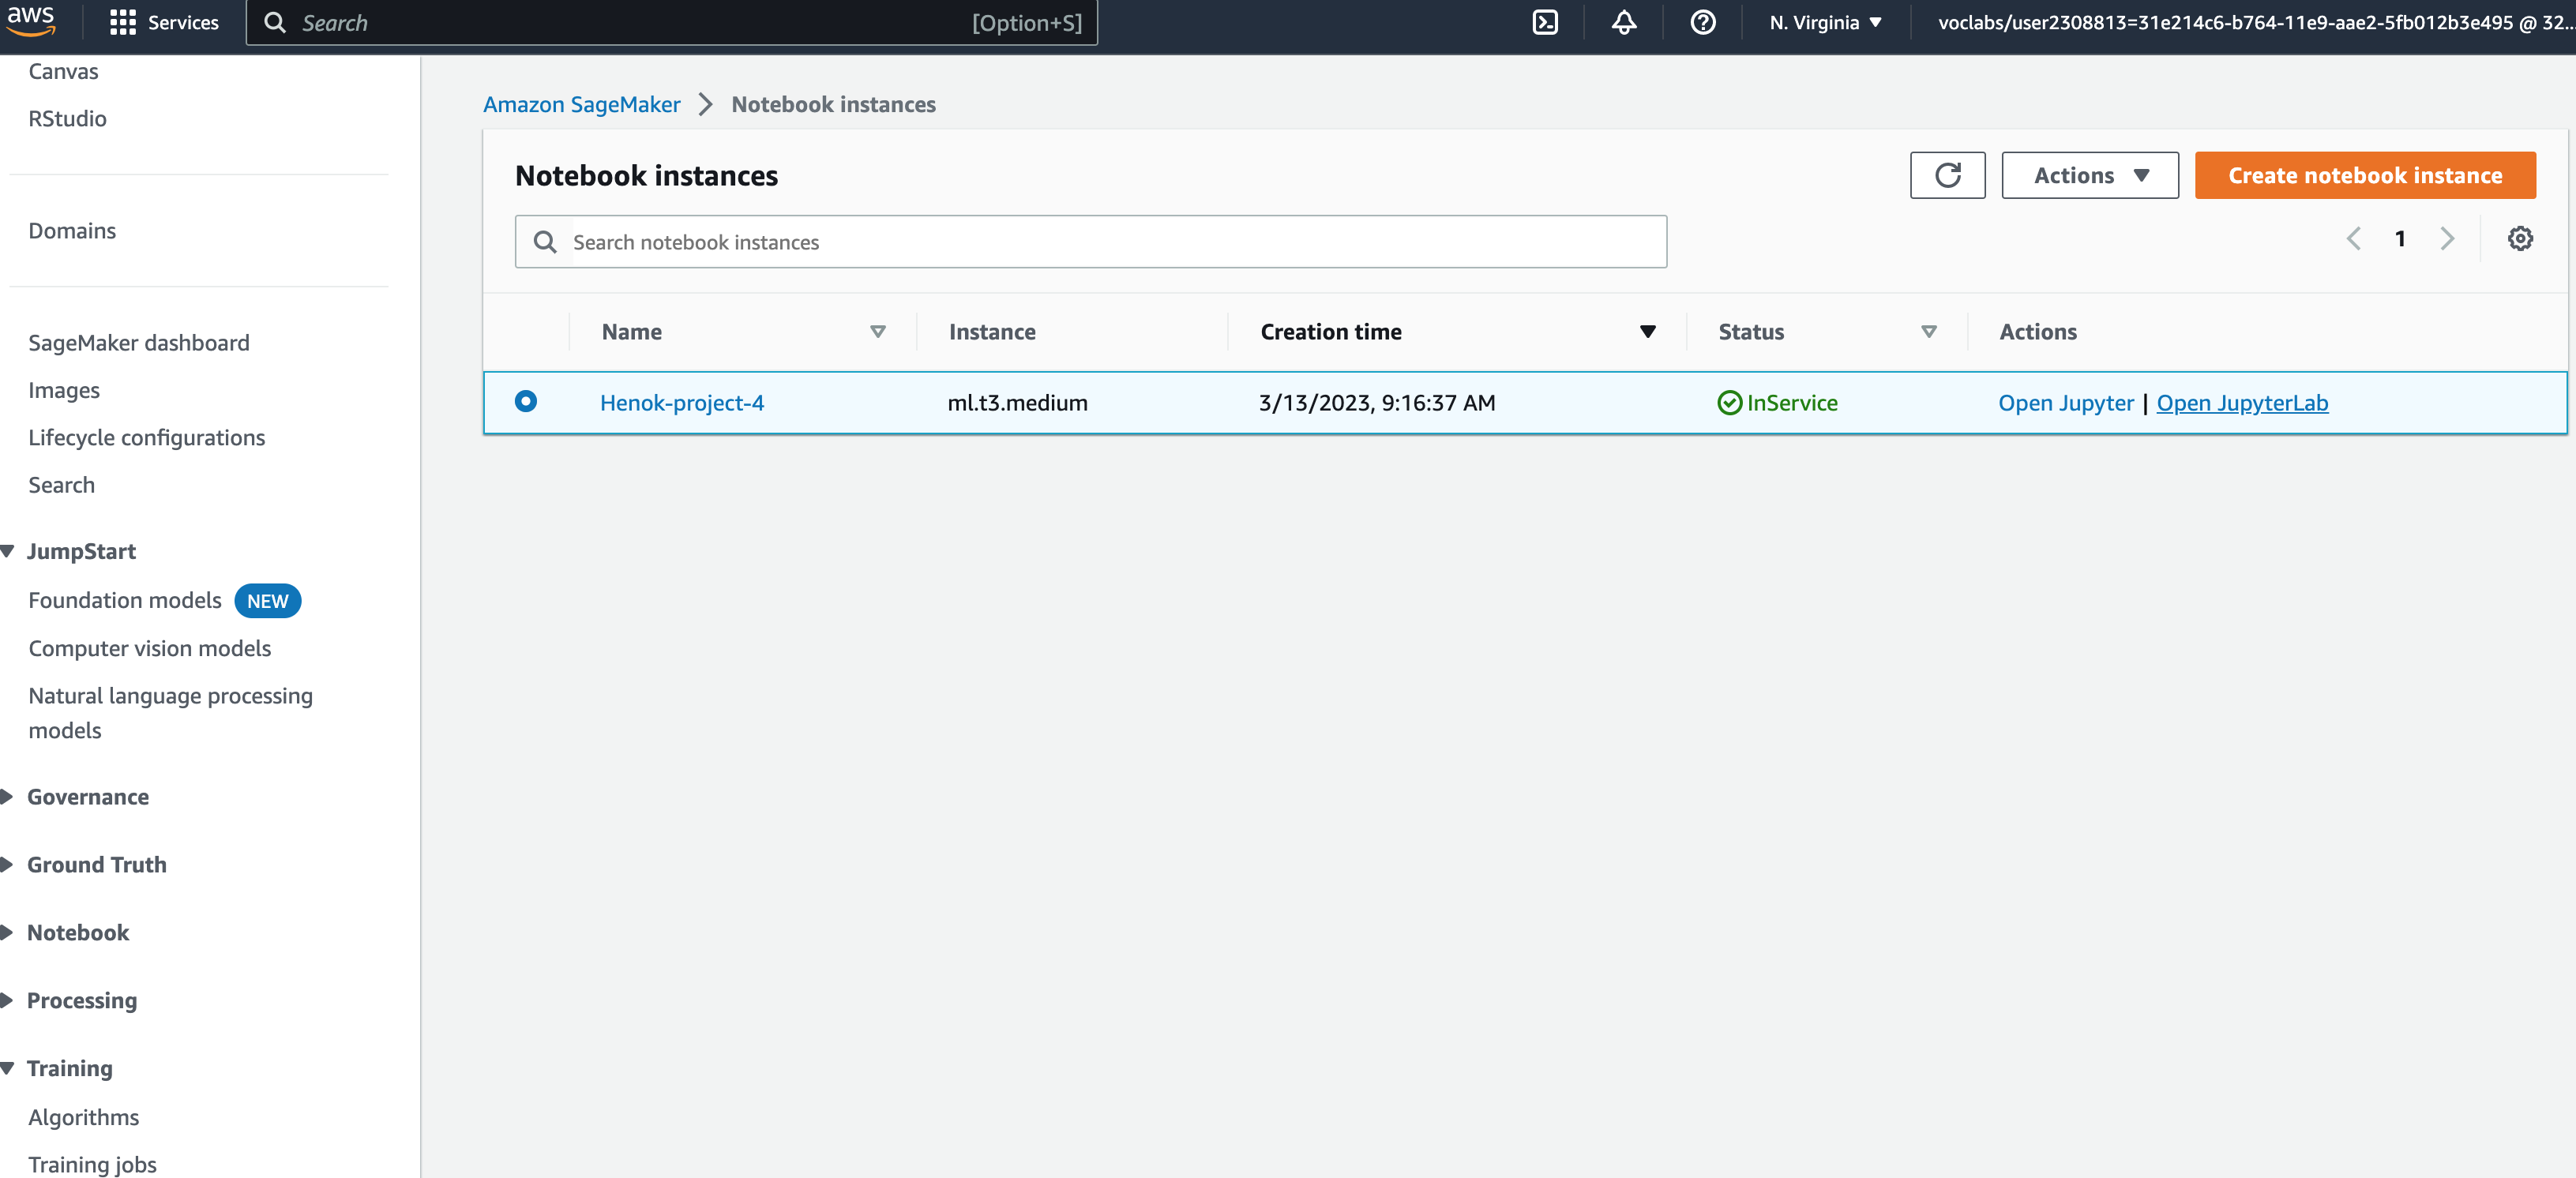 aws
Services
Search
[Option+S]
N. Virginia
voclabs/user2308813=31e214c6-b764-11e9-aae2-5fb012b3e495 @ 32...
Canvas
RStudio
Domains
SageMaker dashboard
Images
Lifecycle configurations
Search
JumpStart
Foundation models NEW
Computer vision models
Natural language processing
models
Governance
Ground Truth
Notebook
Processing
Training
Algorithms
Training jobs
Amazon SageMaker > Notebook instances
Notebook instances
Actions
Create notebook instance
Search notebook instances
1
Name Instance Creation time Status Actions
Henok-project-4 ml.t3.medium 3/13/2023, 9:16:37 AM InService Open Jupyter | Open JupyterLab